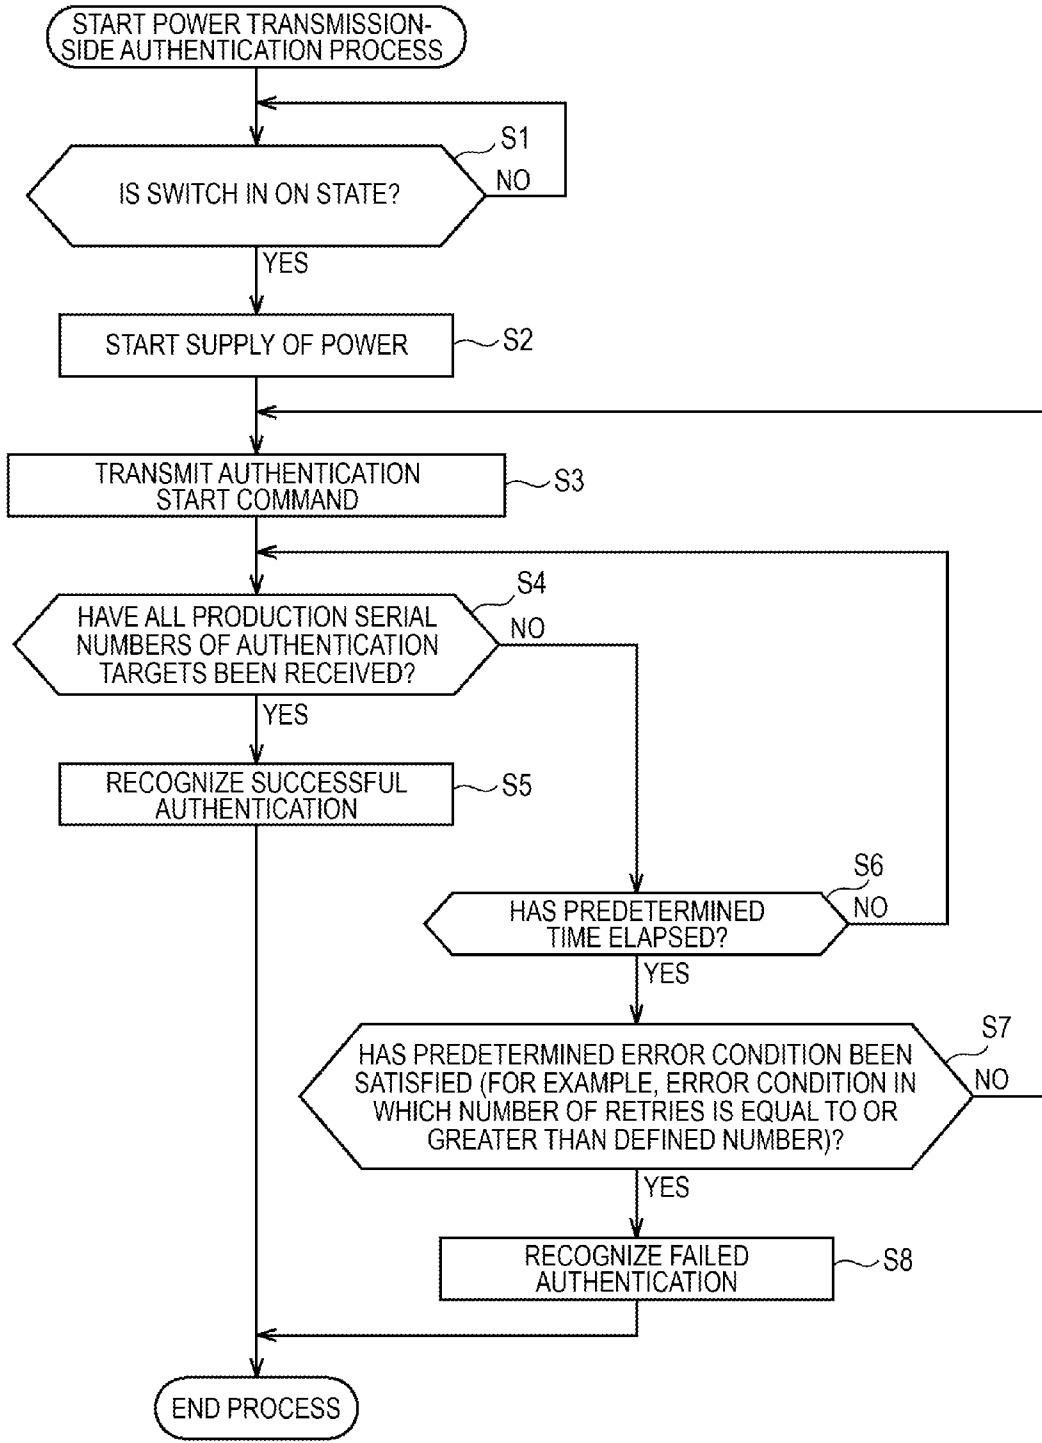 START POWER TRANSMISSION-
SIDE AUTHENTICATION PROCESS
S1
IS SWITCH IN ON STATE?
NO
YES
START SUPPLY OF POWER
S2
TRANSMIT AUTHENTICATION
START COMMAND
S3
S4
HAVE ALL PRODUCTION SERIAL
NUMBERS OF AUTHENTICATION
TARGETS BEEN RECEIVED?
NO
YES
RECOGNIZE SUCCESSFUL
AUTHENTICATION
S5
S6
HAS PREDETERMINED
TIME ELAPSED?
NO
YES
S7
HAS PREDETERMINED ERROR CONDITION BEEN
SATISFIED (FOR EXAMPLE, ERROR CONDITION IN
WHICH NUMBER OF RETRIES IS EQUAL TO OR
GREATER THAN DEFINED NUMBER)?
NO
YES
RECOGNIZE FAILED
AUTHENTICATION
S8
END PROCESS